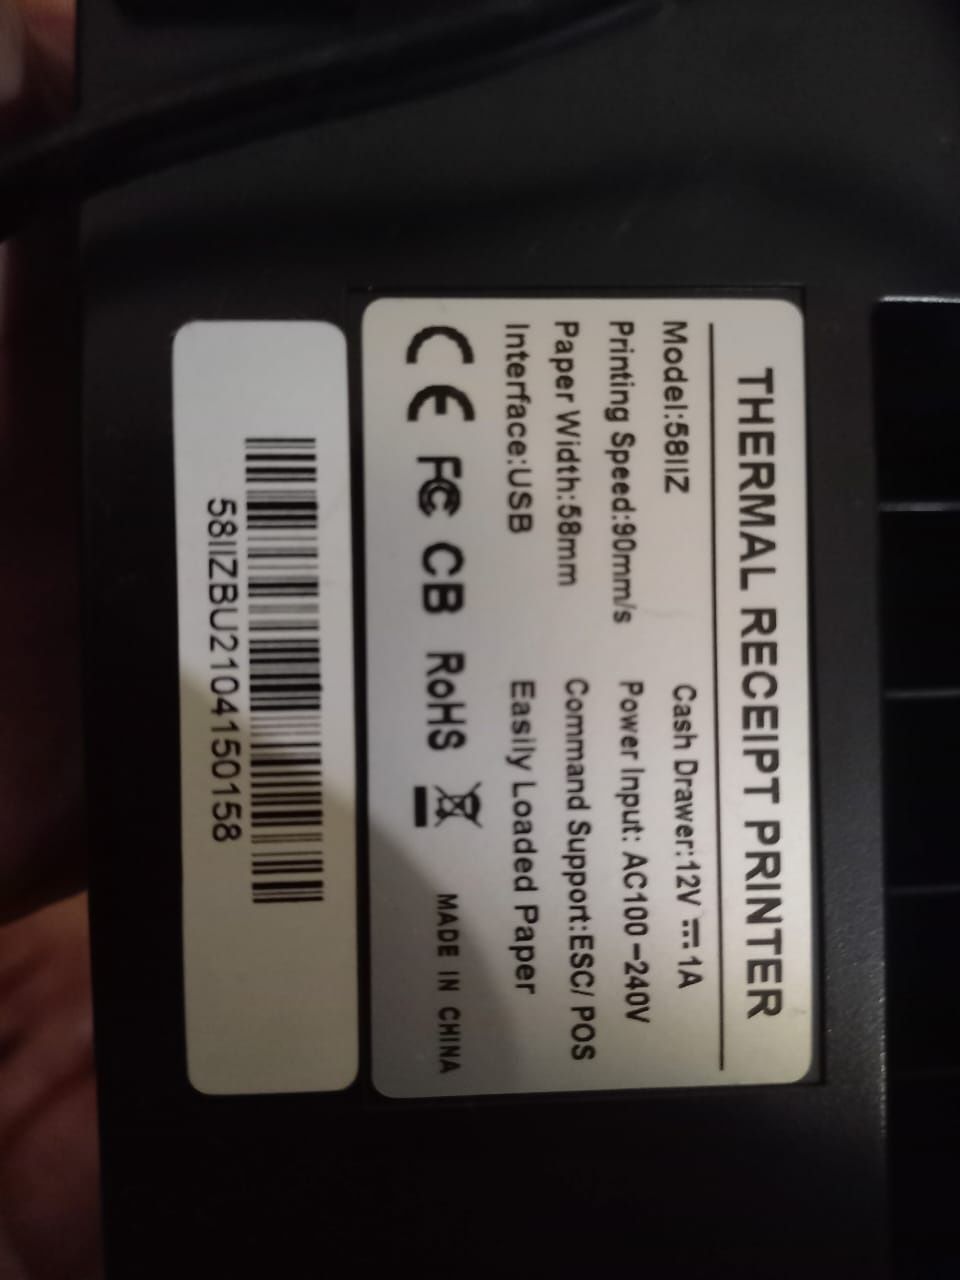 THERMAL RECEIPT PRINTER
Model:58IIZ Cash Drawer:12V ⎓ 1A
Printing Speed:90mm/s Power Input: AC100–240V
Paper Width:58mm Command Support:ESC/ POS
Interface:USB Easily Loaded Paper
CE FC CB RoHS MADE IN CHINA
58IIZBU2104150158